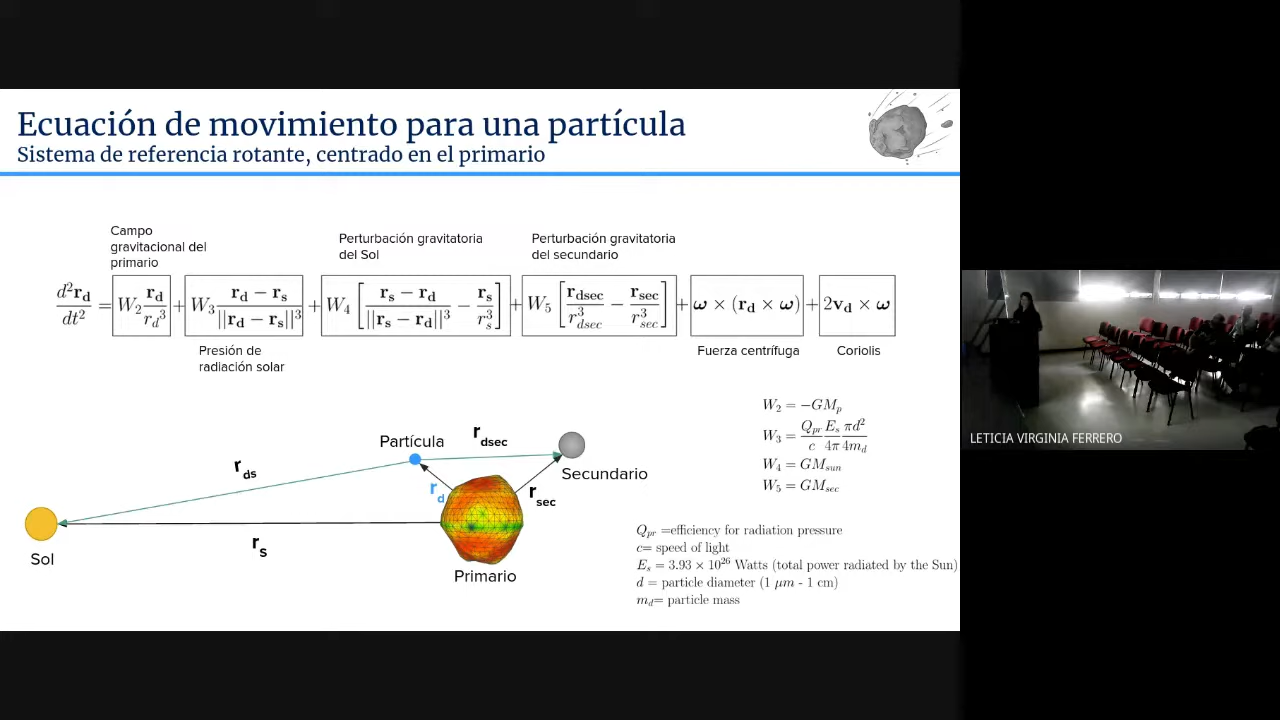 Ecuación de movimiento para una partícula
Sistema de referencia rotante, centrado en el primario
Campo
gravitacional del
primario
Perturbación gravitatoria
del Sol
Perturbación gravitatoria
del secundario
d²r_d/dt² = W₂ r_d/r_d³ + W₃ (r_d − r_s)/||r_d − r_s||³ + W₄ [(r_s − r_d)/||r_s − r_d||³ − r_s/r_s³] + W₅ [r_dsec/r_dsec³ − r_sec/r_sec³] + ω × (r_d × ω) + 2v_d × ω
Presión de
radiación solar
Fuerza centrífuga
Coriolis
W₂ = −GM_p
W₃ = Q_pr/c E_s/4π πd²/4m_d
W₄ = GM_sun
W₅ = GM_sec
Partícula
r_dsec
r_ds
Secundario
r_d
r_sec
Sol
r_s
Primario
Q_pr =efficiency for radiation pressure
c= speed of light
E_s = 3.93 × 10²⁶ Watts (total power radiated by the Sun)
d = particle diameter (1 μm - 1 cm)
m_d= particle mass
LETICIA VIRGINIA FERRERO